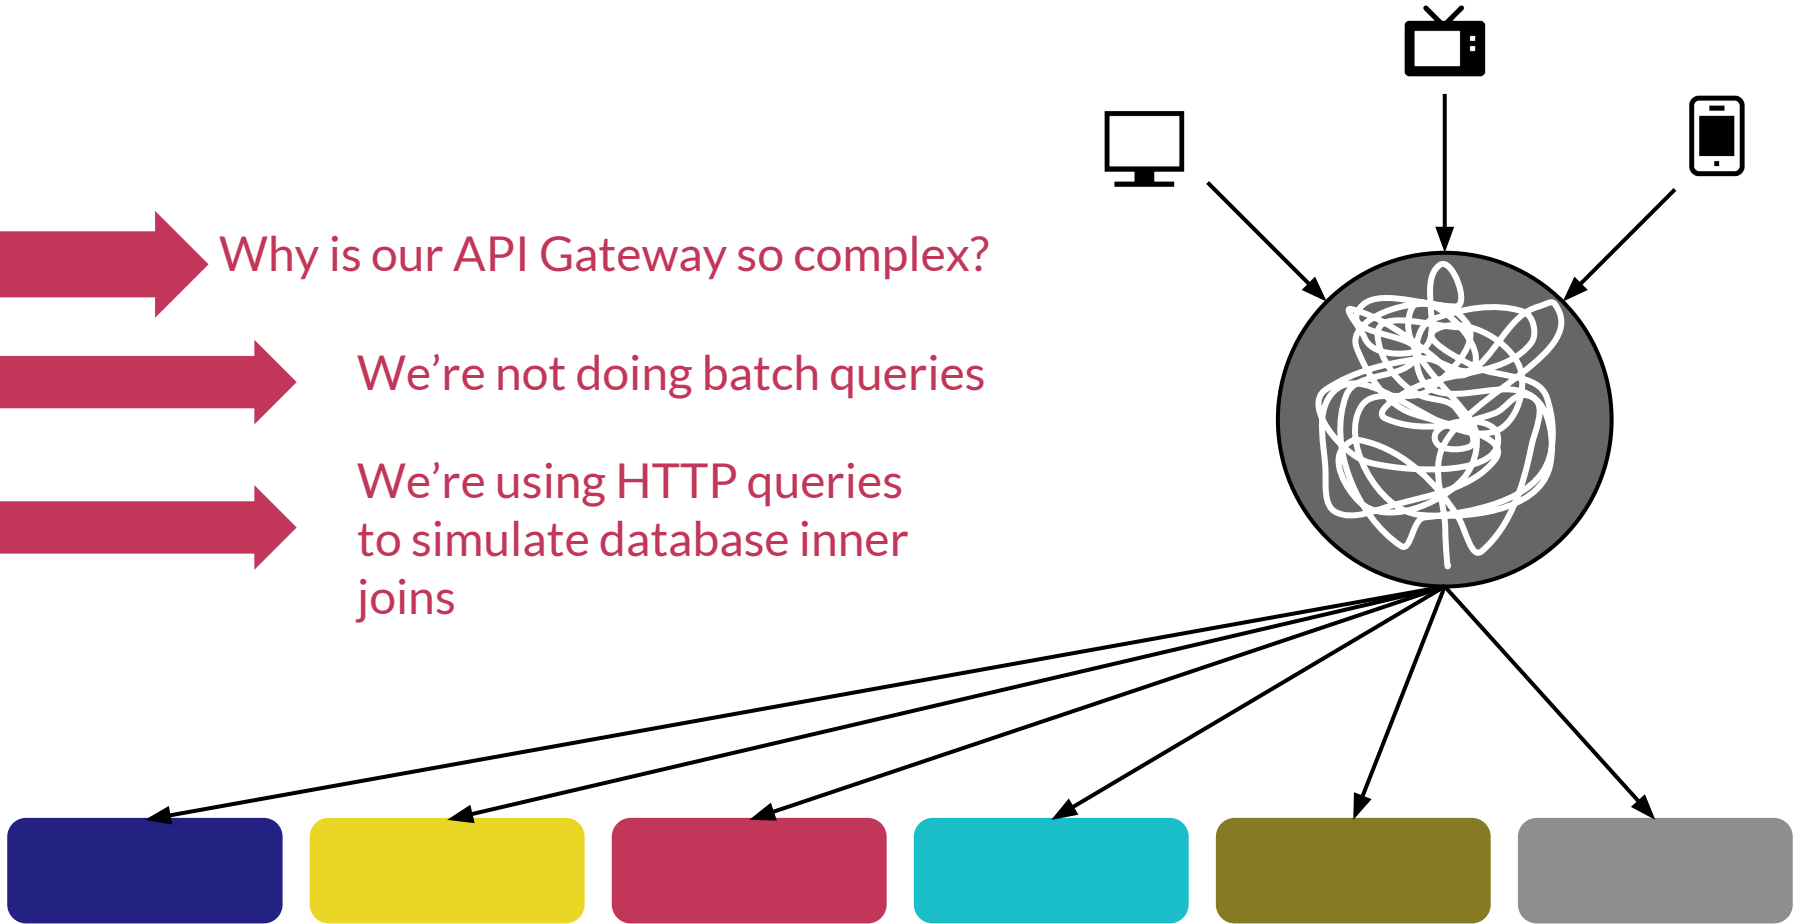 Why is our API Gateway so complex?
We’re not doing batch queries
We’re using HTTP queries
to simulate database inner
joins